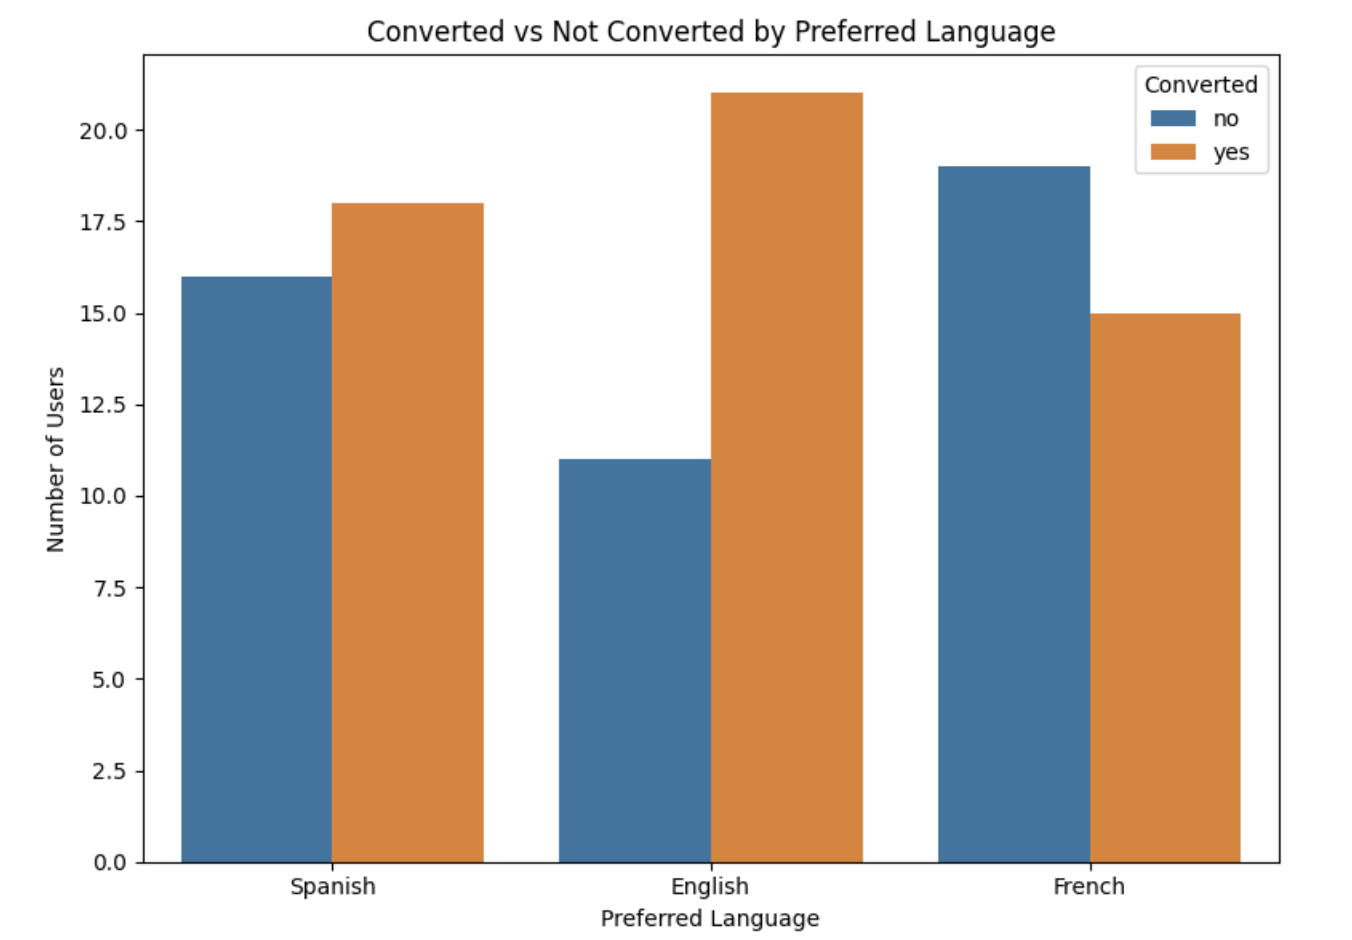 Converted vs Not Converted by Preferred Language
Converted
no
yes
Number of Users
20.0
17.5
15.0
12.5
10.0
7.5
5.0
2.5
0.0
Spanish English French
Preferred Language